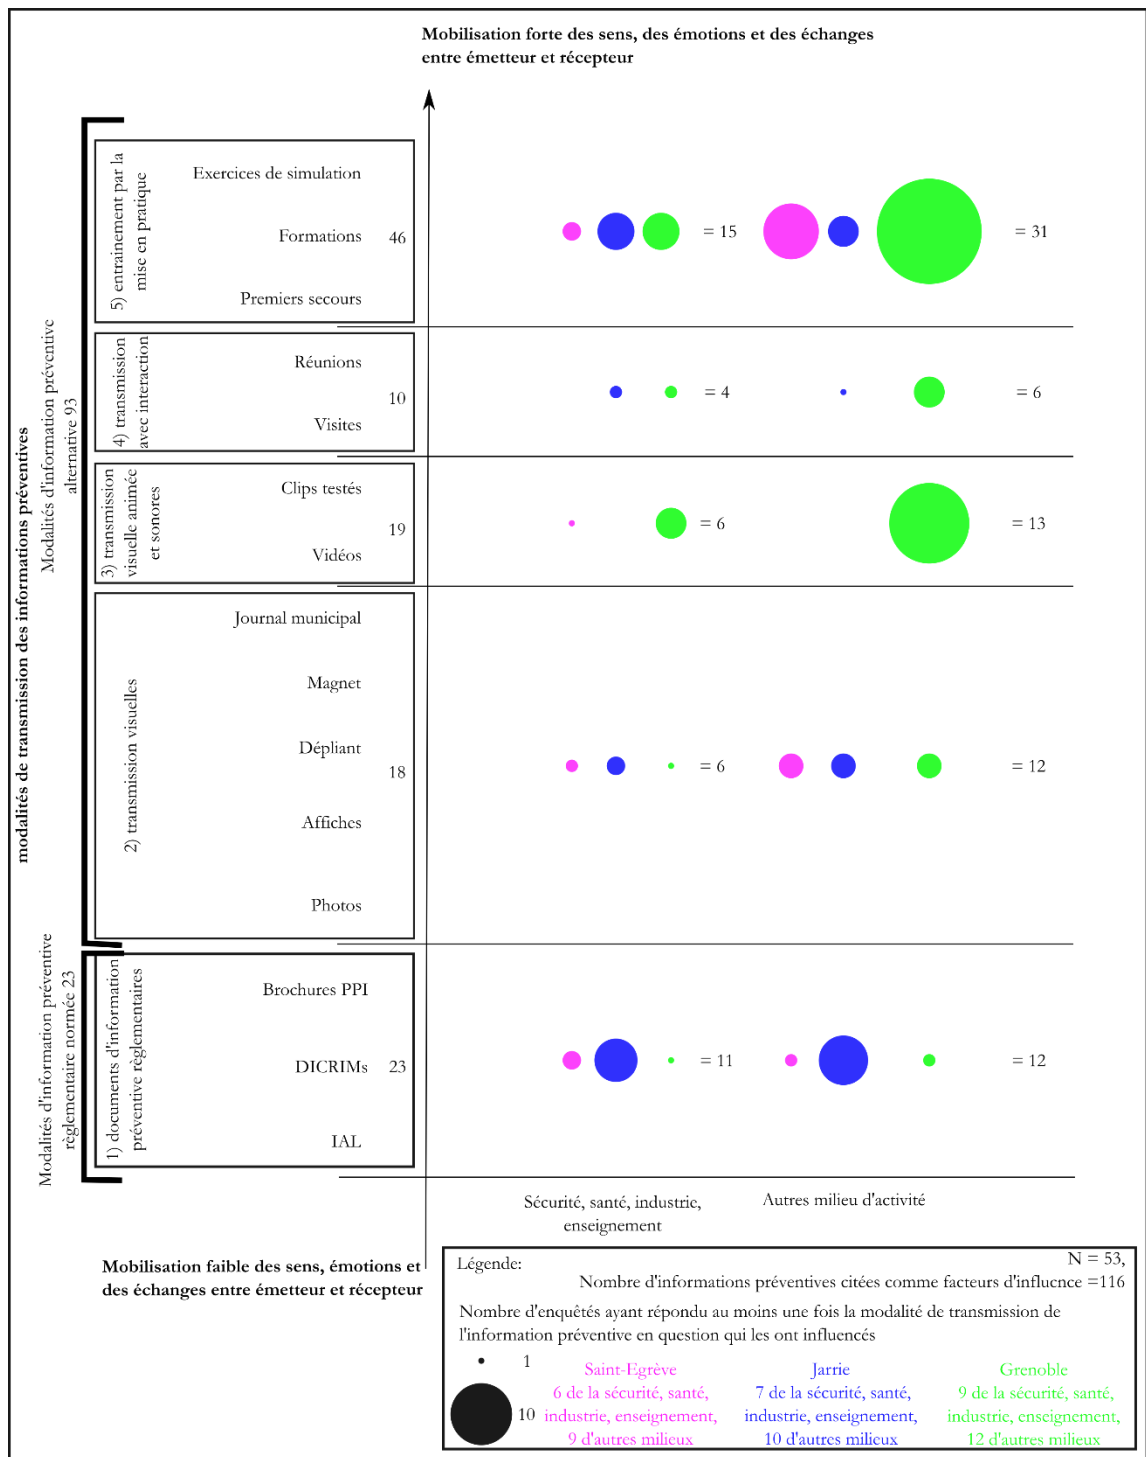 Mobilisation forte des sens, des émotions et des échanges
entre émetteur et récepteur
modalités de transmission des informations préventives
Modalités d'information préventive
alternative 93
5) entrainement par la
mise en pratique
Exercices de simulation
Formations
46
Premiers secours
= 15
= 31
4) transmission
avec interaction
Réunions
10
Visites
= 4
= 6
3) transmission
visuelle animée
et sonores
Clips testés
19
Vidéos
= 6
= 13
2) transmission visuelles
Journal municipal
Magnet
Dépliant
18
Affiches
Photos
= 6
= 12
Modalités d'information préventive
règlementaire normée 23
1) documents d'information
préventive règlementaires
Brochures PPI
DICRIMs
23
IAL
= 11
= 12
Sécurité, santé, industrie,
enseignement
Autres milieu d'activité
Mobilisation faible des sens, émotions et
des échanges entre émetteur et récepteur
Légende:
N = 53,
Nombre d'informations préventives citées comme facteurs d'influence =116
Nombre d'enquêtés ayant répondu au moins une fois la modalité de transmission de
l'information préventive en question qui les ont influencés
1
10
Saint-Egrève
6 de la sécurité, santé,
industrie, enseignement,
9 d'autres milieux
Jarrie
7 de la sécurité, santé,
industrie, enseignement,
10 d'autres milieux
Grenoble
9 de la sécurité, santé,
industrie, enseignement,
12 d'autres milieux